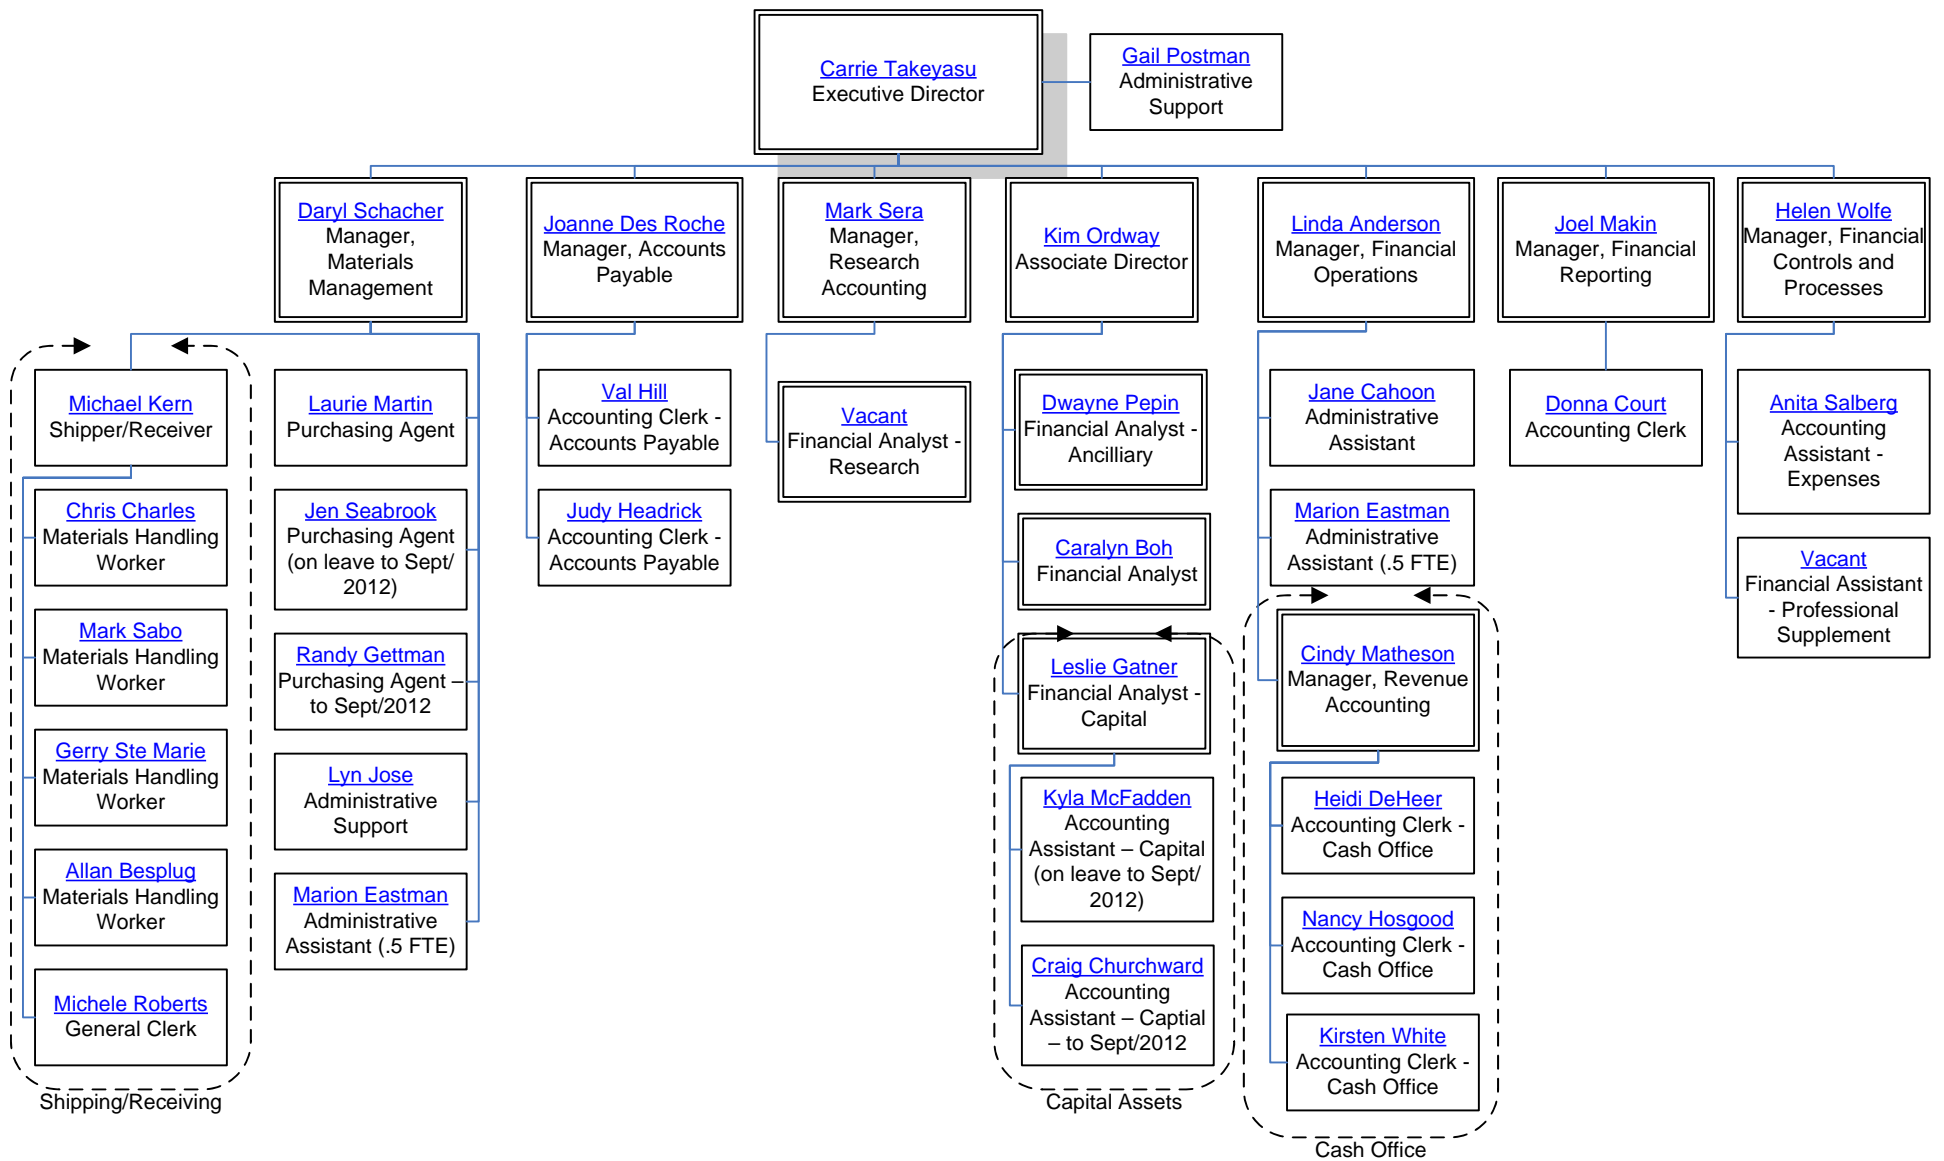 Carrie Takeyasu
Executive Director
Gail Postman
Administrative
Support
Daryl Schacher
Manager,
Materials
Management
Joanne Des Roche
Manager, Accounts
Payable
Mark Sera
Manager,
Research
Accounting
Kim Ordway
Associate Director
Linda Anderson
Manager, Financial
Operations
Joel Makin
Manager, Financial
Reporting
Helen Wolfe
Manager, Financial
Controls and
Processes
Michael Kern
Shipper/Receiver
Chris Charles
Materials Handling
Worker
Mark Sabo
Materials Handling
Worker
Gerry Ste Marie
Materials Handling
Worker
Allan Besplug
Materials Handling
Worker
Michele Roberts
General Clerk
Shipping/Receiving
Laurie Martin
Purchasing Agent
Jen Seabrook
Purchasing Agent
(on leave to Sept/
2012)
Randy Gettman
Purchasing Agent –
to Sept/2012
Lyn Jose
Administrative
Support
Marion Eastman
Administrative
Assistant (.5 FTE)
Val Hill
Accounting Clerk -
Accounts Payable
Judy Headrick
Accounting Clerk -
Accounts Payable
Vacant
Financial Analyst -
Research
Dwayne Pepin
Financial Analyst -
Ancilliary
Caralyn Boh
Financial Analyst
Leslie Gatner
Financial Analyst -
Capital
Kyla McFadden
Accounting
Assistant – Capital
(on leave to Sept/
2012)
Craig Churchward
Accounting
Assistant – Captial
– to Sept/2012
Capital Assets
Jane Cahoon
Administrative
Assistant
Marion Eastman
Administrative
Assistant (.5 FTE)
Cindy Matheson
Manager, Revenue
Accounting
Heidi DeHeer
Accounting Clerk -
Cash Office
Nancy Hosgood
Accounting Clerk -
Cash Office
Kirsten White
Accounting Clerk -
Cash Office
Cash Office
Donna Court
Accounting Clerk
Anita Salberg
Accounting
Assistant -
Expenses
Vacant
Financial Assistant
- Professional
Supplement